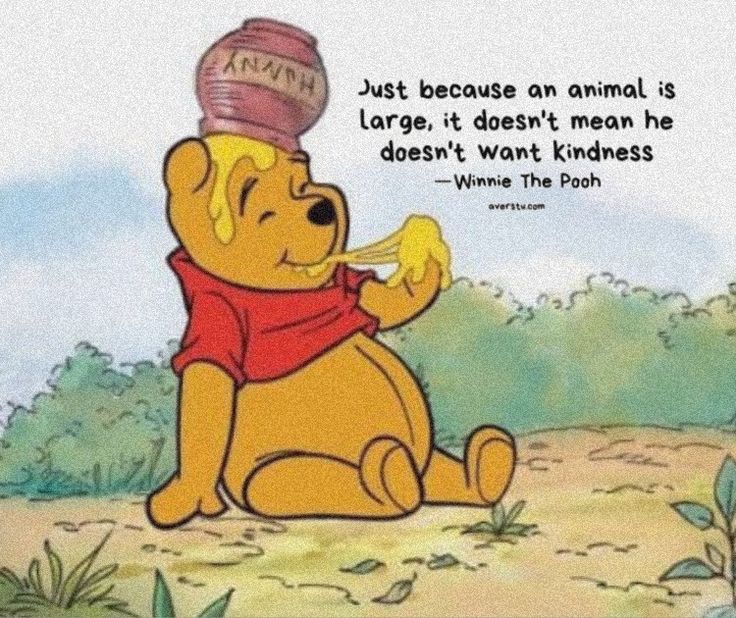 HUNNY
Just because an animal is
large, it doesn't mean he
doesn't want kindness
—Winnie The Pooh
averstu.com